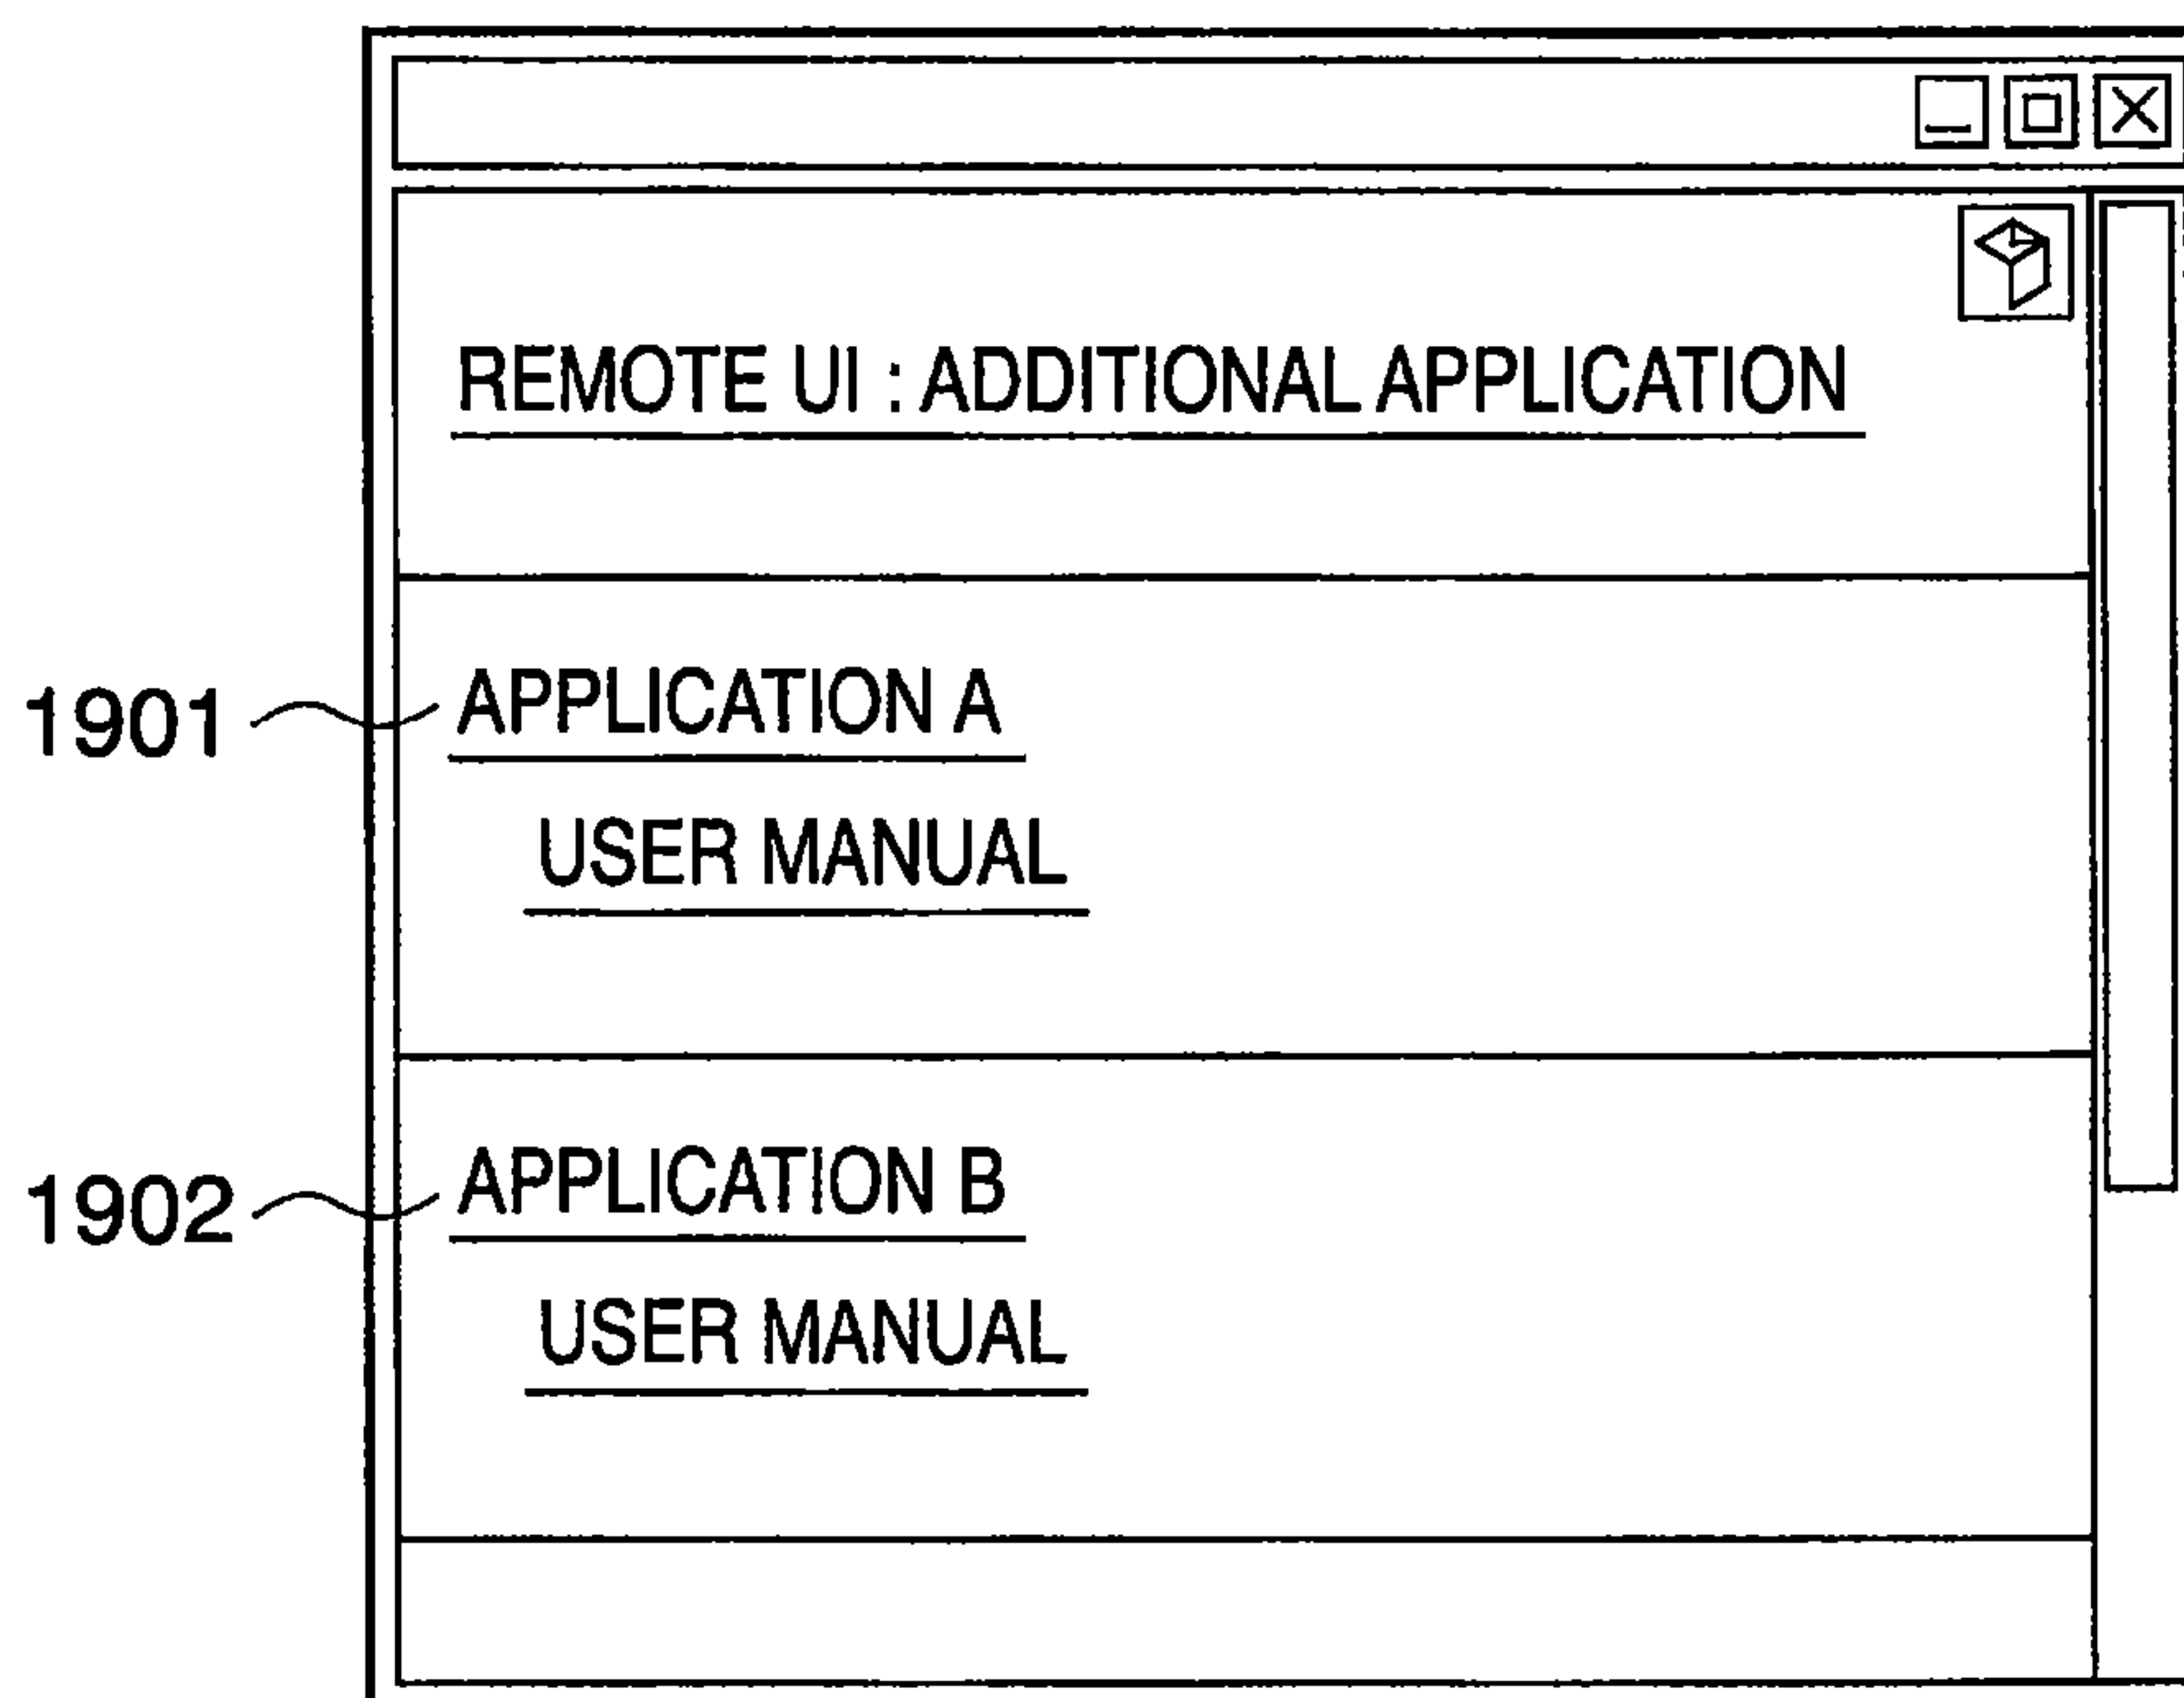 REMOTE UI : ADDITIONAL APPLICATION
1901
APPLICATION A
USER MANUAL
1902
APPLICATION B
USER MANUAL